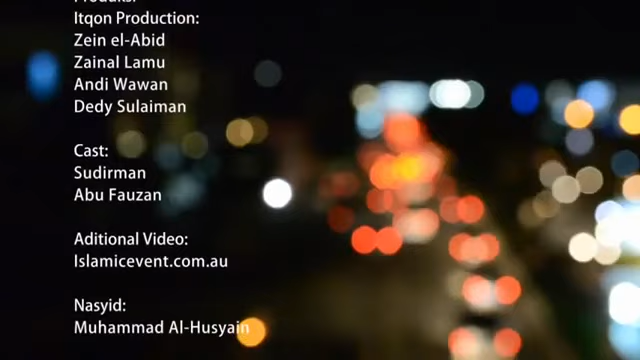 Produksi:
Itqon Production:
Zein el-Abid
Zainal Lamu
Andi Wawan
Dedy Sulaiman
Cast:
Sudirman
Abu Fauzan
Aditional Video:
Islamicevent.com.au
Nasyid:
Muhammad Al-Husyain